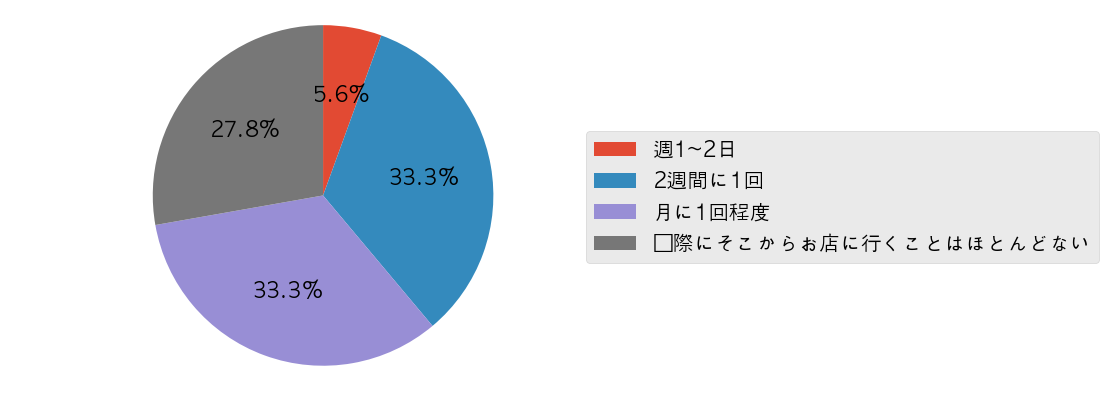 5.6%
33.3%
33.3%
27.8%
週1~2日
2週間に1回
月に1回程度
□際にそこからお店に行くことはほとんどない